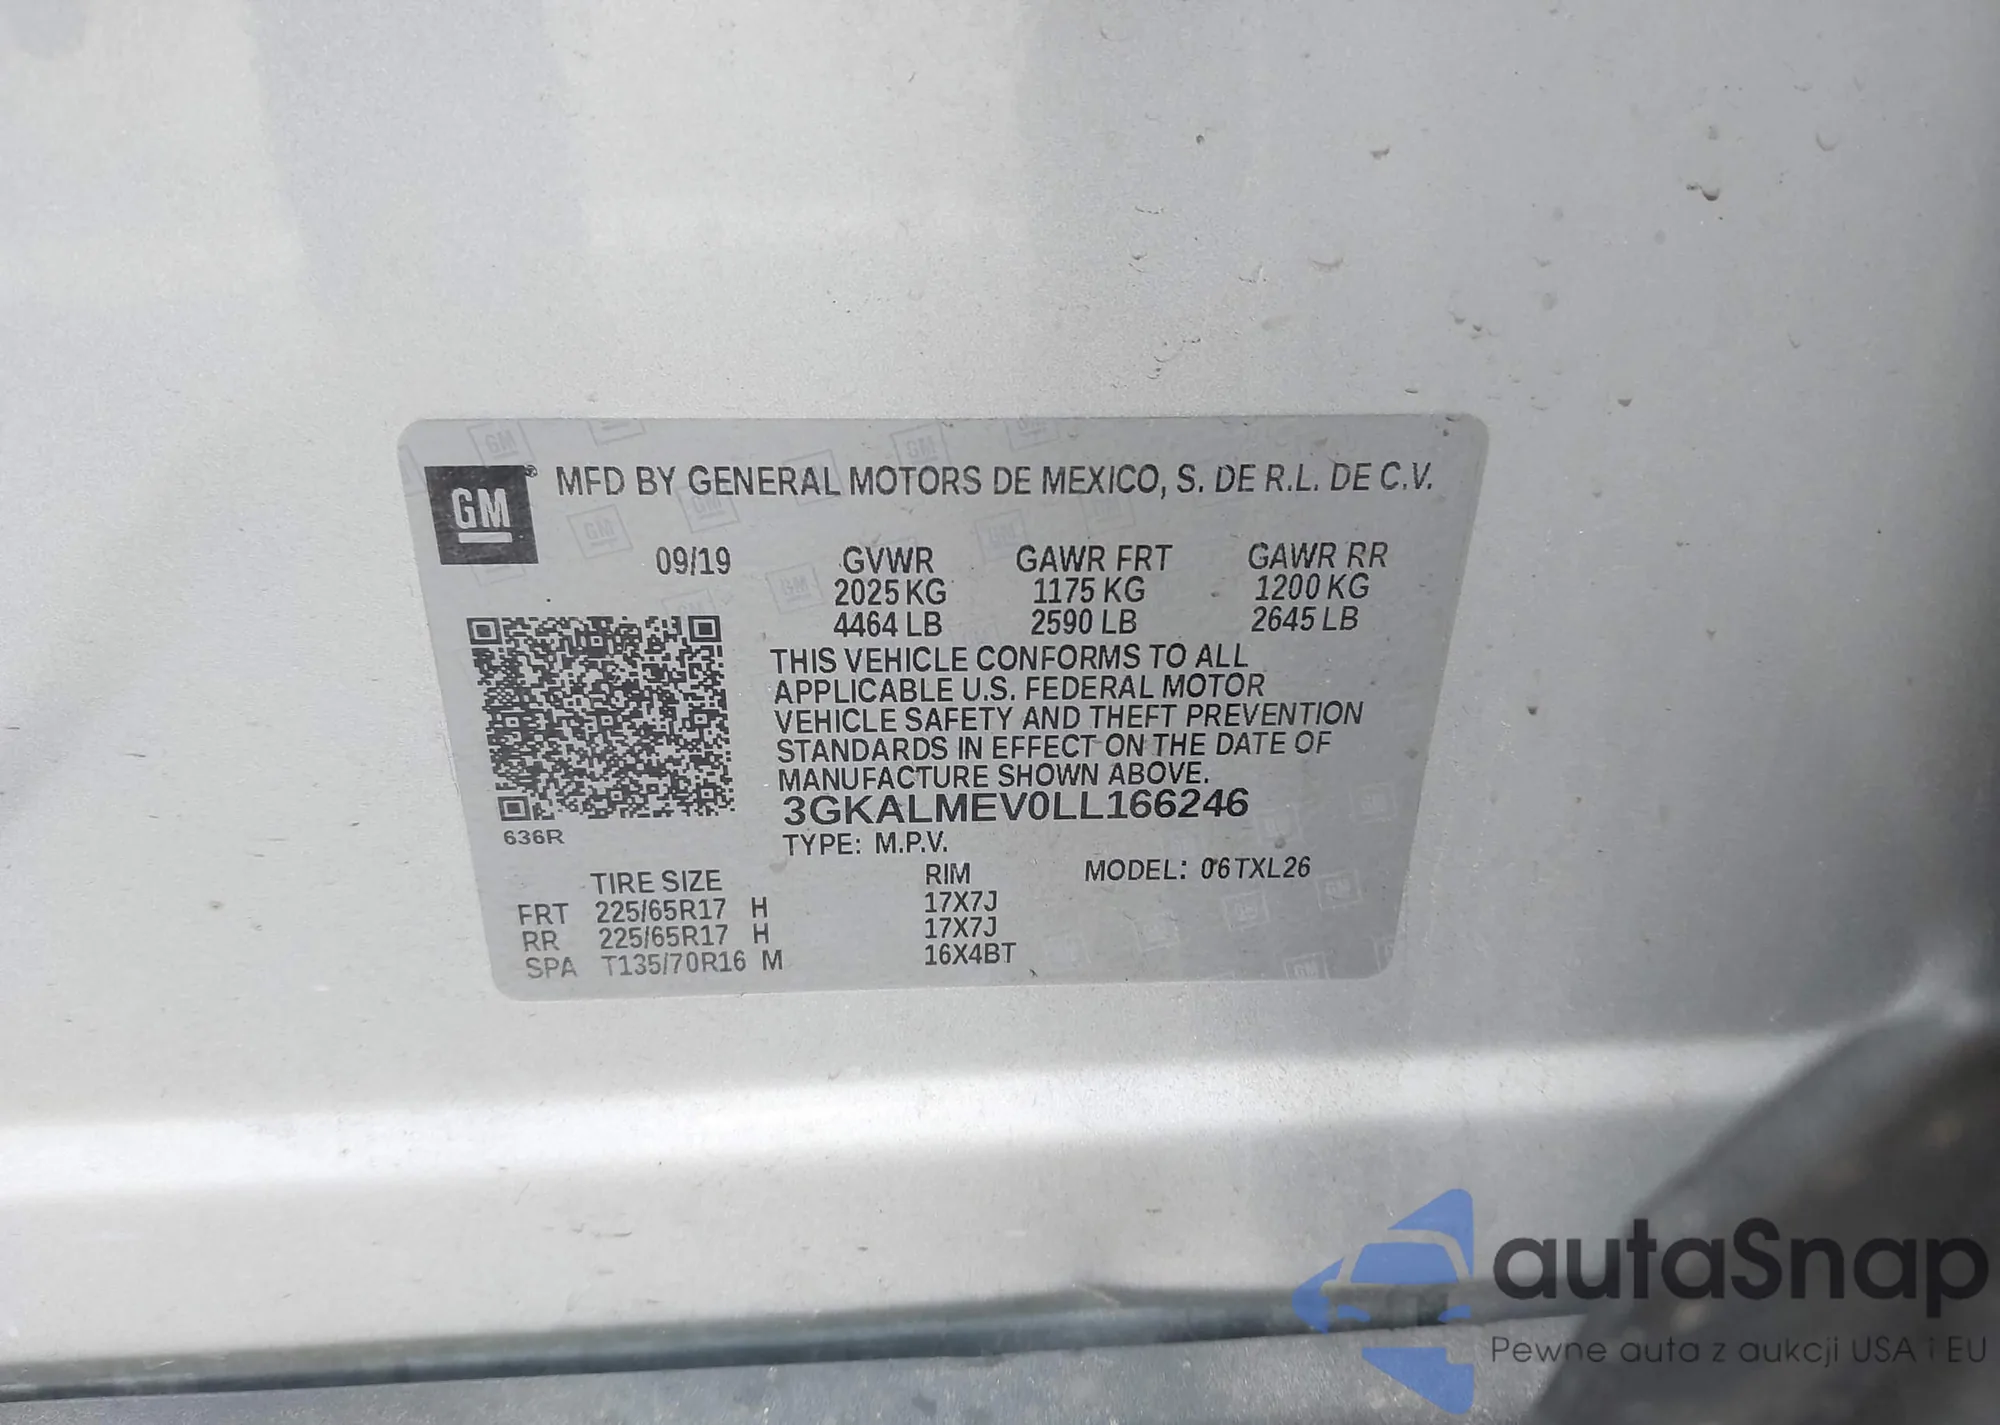 GM ® MFD BY GENERAL MOTORS DE MEXICO, S. DE R.L. DE C.V.
09/19 GVWR GAWR FRT GAWR RR
2025 KG 1175 KG 1200 KG
4464 LB 2590 LB 2645 LB
THIS VEHICLE CONFORMS TO ALL
APPLICABLE U.S. FEDERAL MOTOR
VEHICLE SAFETY AND THEFT PREVENTION
STANDARDS IN EFFECT ON THE DATE OF
MANUFACTURE SHOWN ABOVE.
3GKALMEV0LL166246
636R
TYPE: M.P.V.
TIRE SIZE RIM MODEL: 06TXL26
FRT 225/65R17 H 17X7J
RR 225/65R17 H 17X7J
SPA T135/70R16 M 16X4BT
autaSnap
Pewne auta z aukcji USA i EU